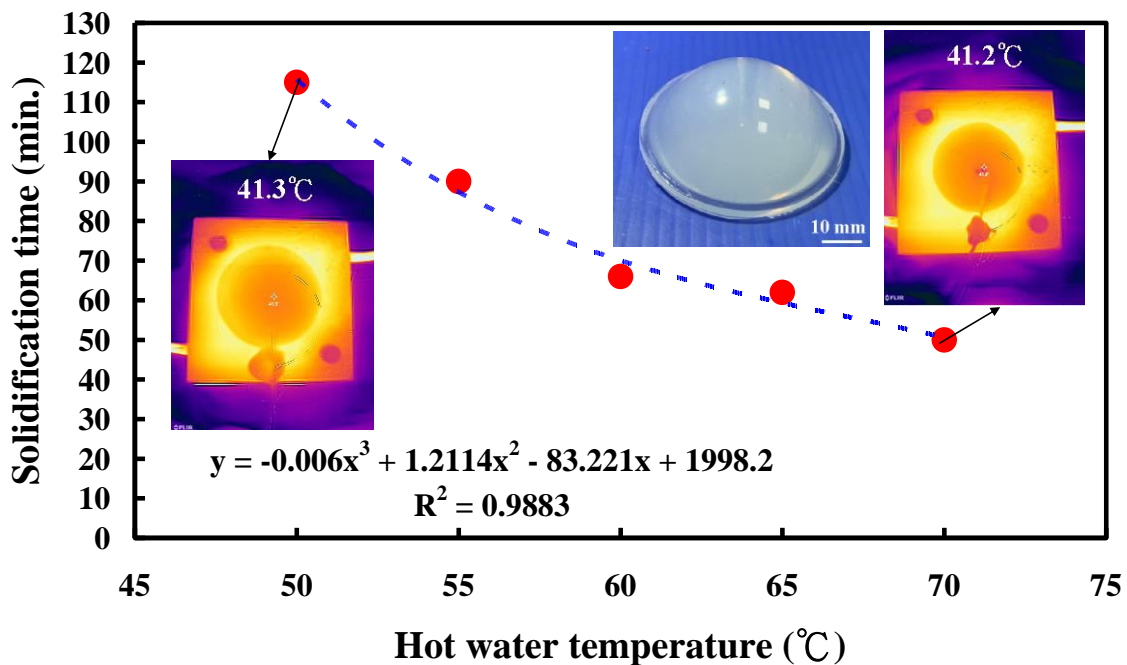 Solidification time (min.)
130
120
110
100
90
80
70
60
50
40
30
20
10
0
41.3℃
FLIR
10 mm
41.2℃
FLIR
y = -0.006x³ + 1.2114x² - 83.221x + 1998.2
R² = 0.9883
45 50 55 60 65 70 75
Hot water temperature (℃)